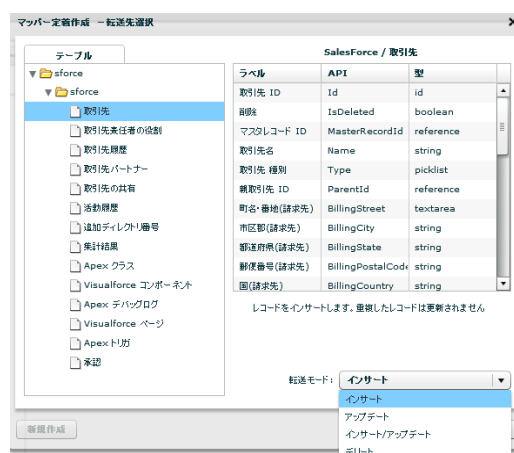 マッパー定義作成 －転送先選択
テーブル
sforce
sforce
取引先
取引先責任者の役割
取引先履歴
取引先パートナー
取引先の共有
活動履歴
追加ディレクトリ番号
集計結果
Apex クラス
Visualforce コンポーネント
Apex デバッグログ
Visualforce ページ
Apex トリガ
承認
SalesForce / 取引先
ラベル API 型
取引先 ID Id id
削除 IsDeleted boolean
マスタレコード ID MasterRecordId reference
取引先名 Name string
取引先 種別 Type picklist
親取引先 ID ParentId reference
町名・番地(請求先) BillingStreet textarea
市区郡(請求先) BillingCity string
都道府県(請求先) BillingState string
郵便番号(請求先) BillingPostalCode string
国(請求先) BillingCountry string
レコードをインサートします。重複したレコードは更新されません
転送モード： インサート
インサート
アップデート
インサート/アップデート
デリート
新規作成